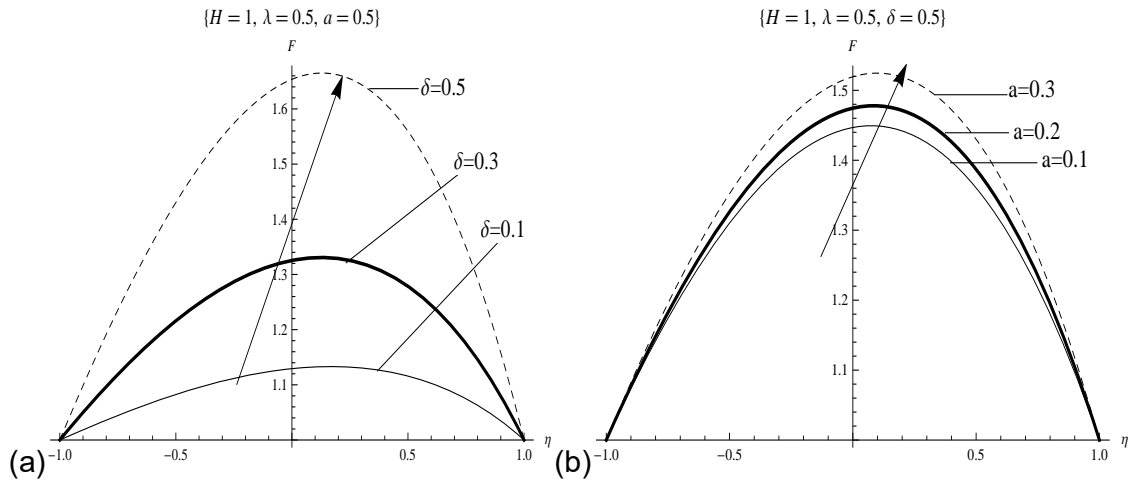 {H = 1, λ = 0.5, a = 0.5}
F
1.6
1.5
1.4
1.3
1.2
1.1
δ=0.5
δ=0.3
δ=0.1
-1.0 -0.5 0.5 1.0 η
(a)
{H = 1, λ = 0.5, δ = 0.5}
F
1.5
1.4
1.3
1.2
1.1
a=0.3
a=0.2
a=0.1
-1.0 -0.5 0.5 1.0 η
(b)